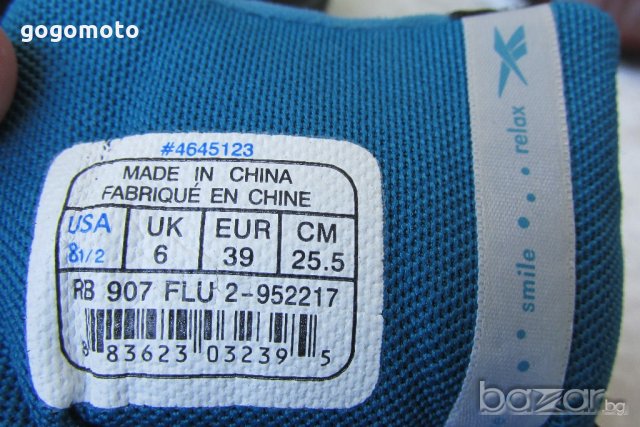 gogomoto
#4645123
MADE IN CHINA
FABRIQUÉ EN CHINE
USA UK EUR CM
8 1/2 6 39 25.5
RB 907 FLU 2-952217
83623 03239 5
relax
smile
bazar.bg